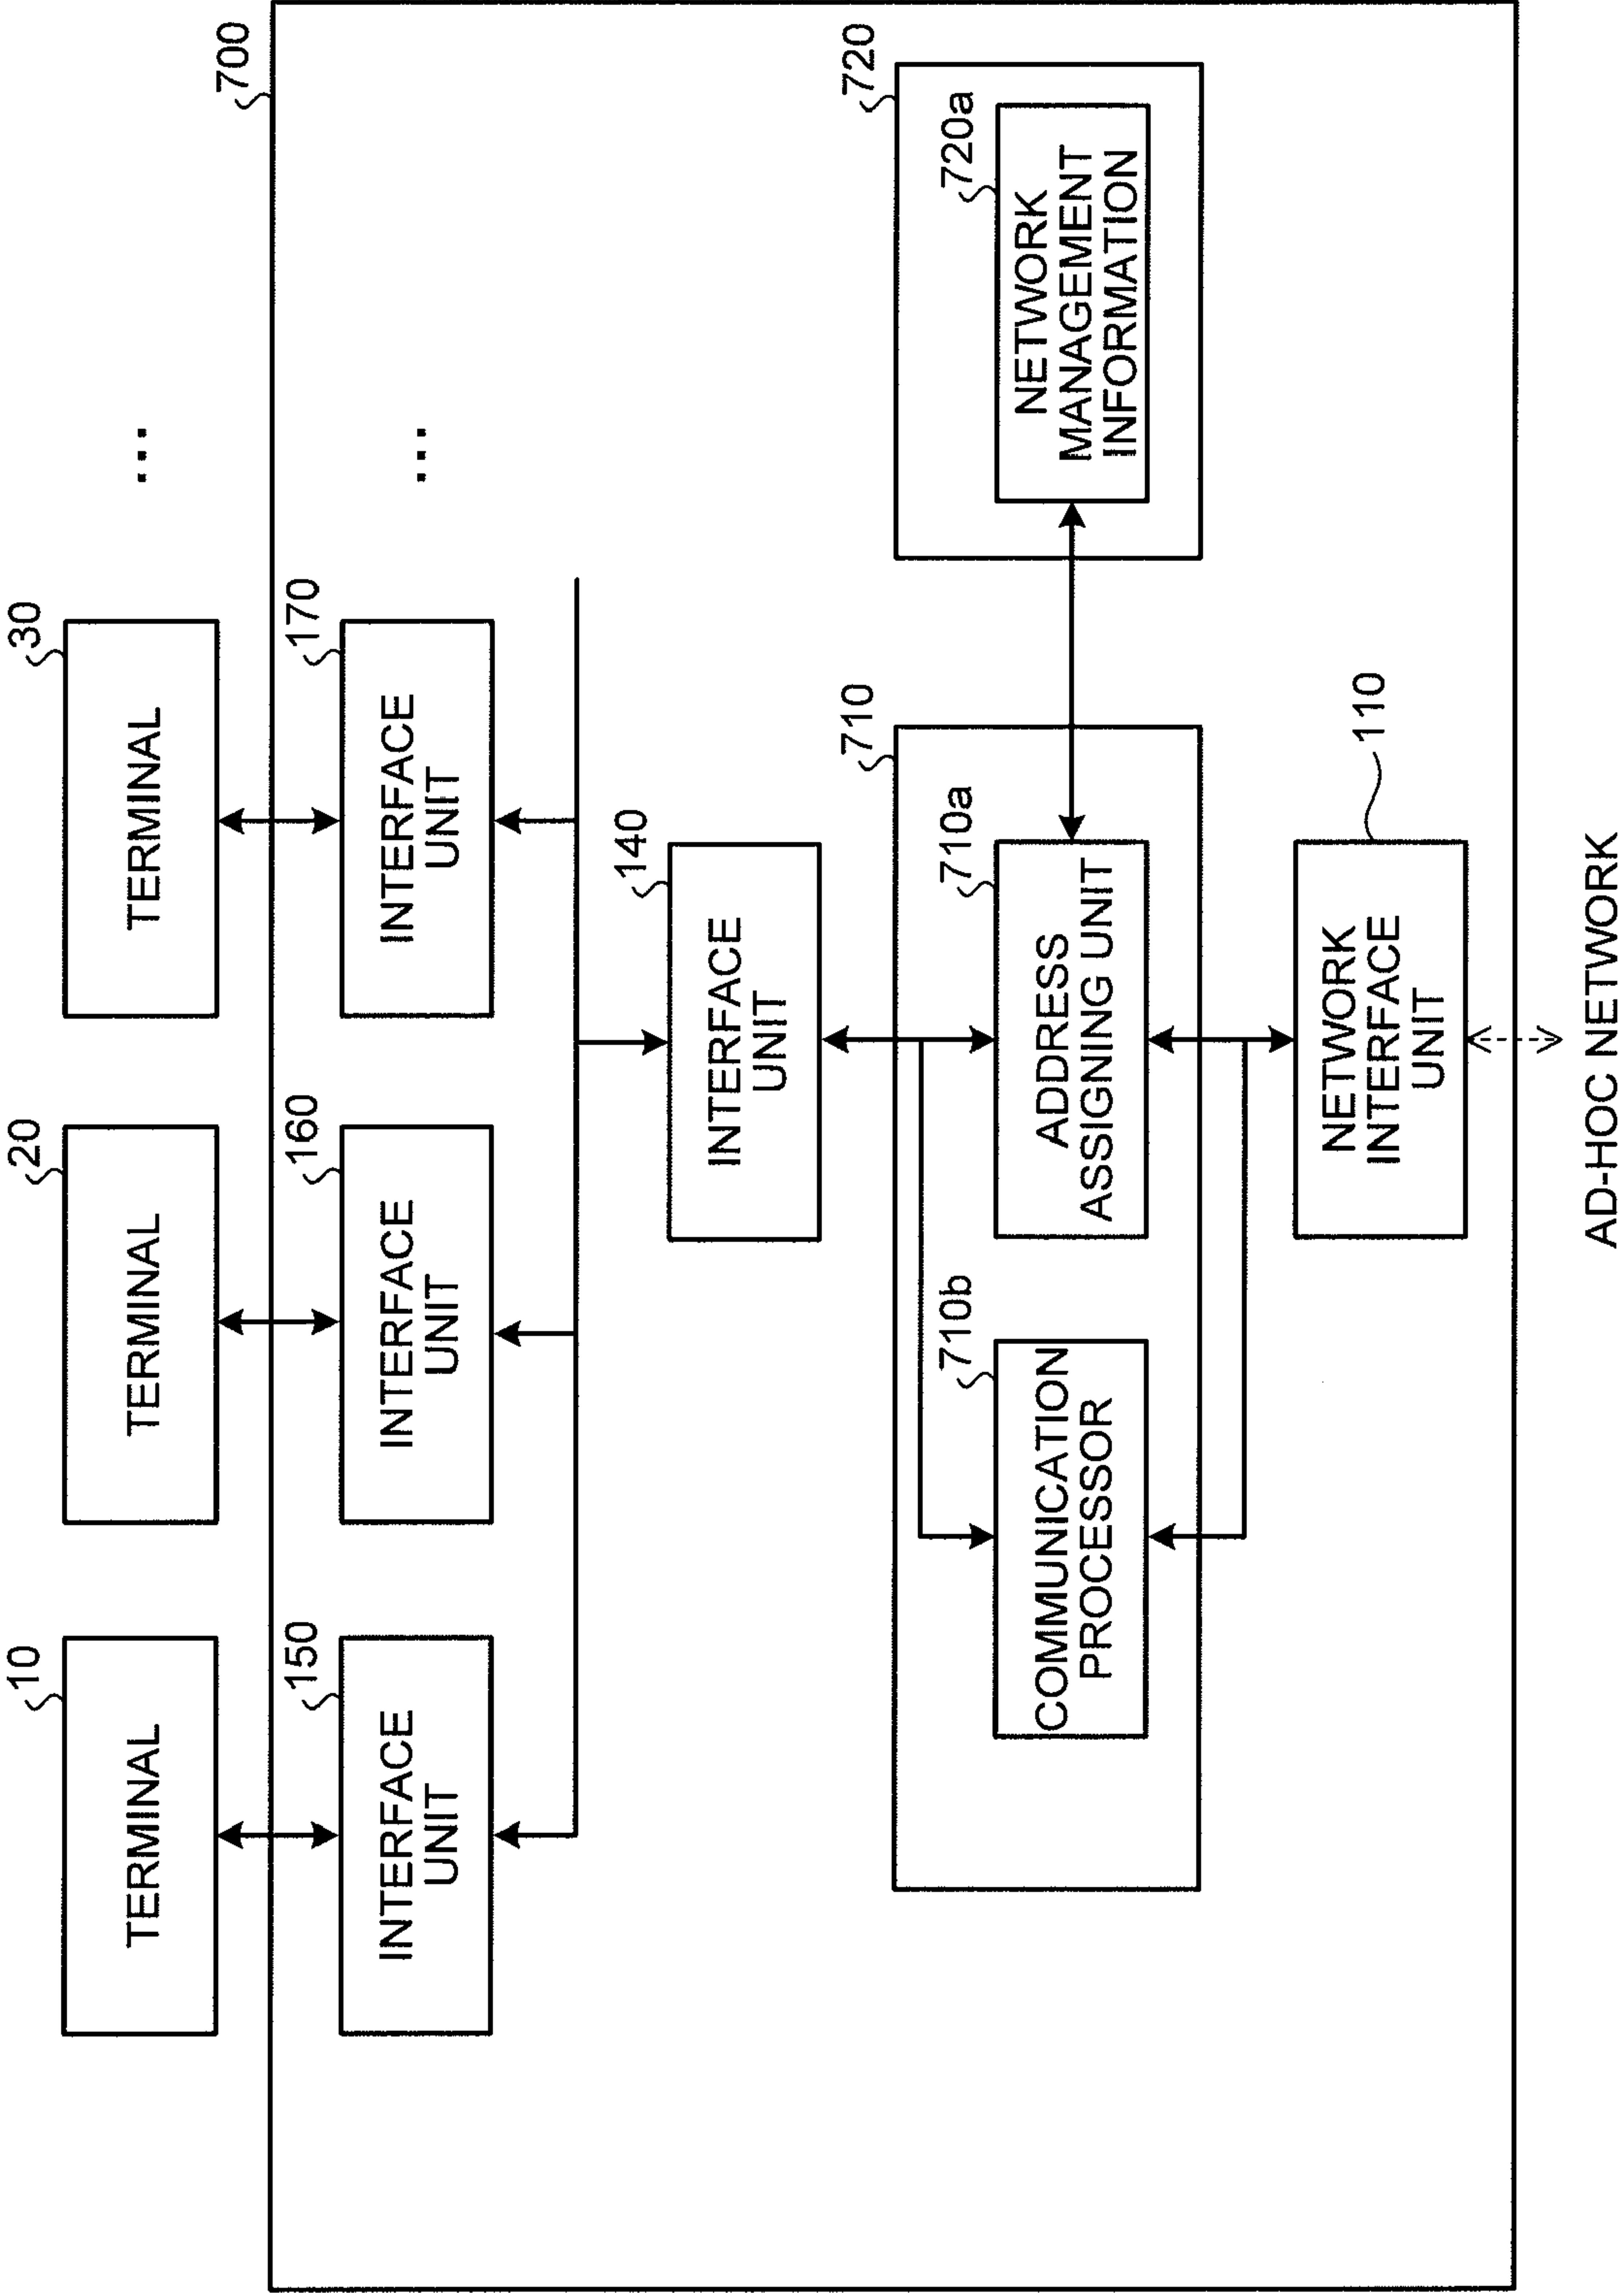 10
20
30
TERMINAL
TERMINAL
TERMINAL
...
700
150
160
170
INTERFACE
UNIT
INTERFACE
UNIT
INTERFACE
UNIT
...
140
INTERFACE
UNIT
710
720
710b
710a
720a
COMMUNICATION
PROCESSOR
ADDRESS
ASSIGNING UNIT
NETWORK
MANAGEMENT
INFORMATION
110
NETWORK
INTERFACE
UNIT
AD-HOC NETWORK